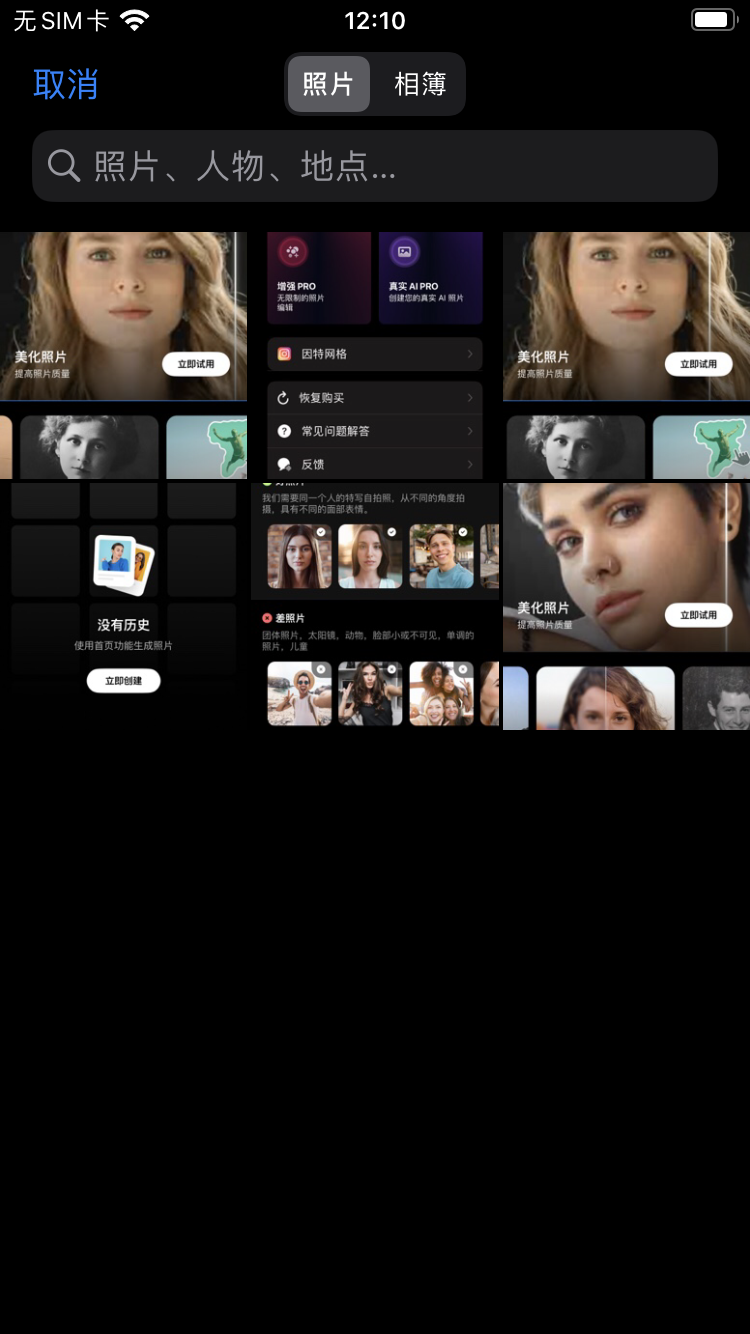 无SIM卡
12:10
取消
照片
相簿
照片、人物、地点...
美化照片
提高照片质量
立即试用
增强 PRO
无限制的照片
编辑
真实 AI PRO
创建您的真实 AI 照片
因特网格
恢复购买
常见问题解答
反馈
美化照片
提高照片质量
立即试用
没有历史
使用首页功能生成照片
立即创建
我们需要同一个人的特写自拍照，从不同的角度拍
摄，具有不同的面部表情。
差照片
团体照片，太阳镜，动物，脸部小或不可见，单调的
照片，儿童
美化照片
提高照片质量
立即试用